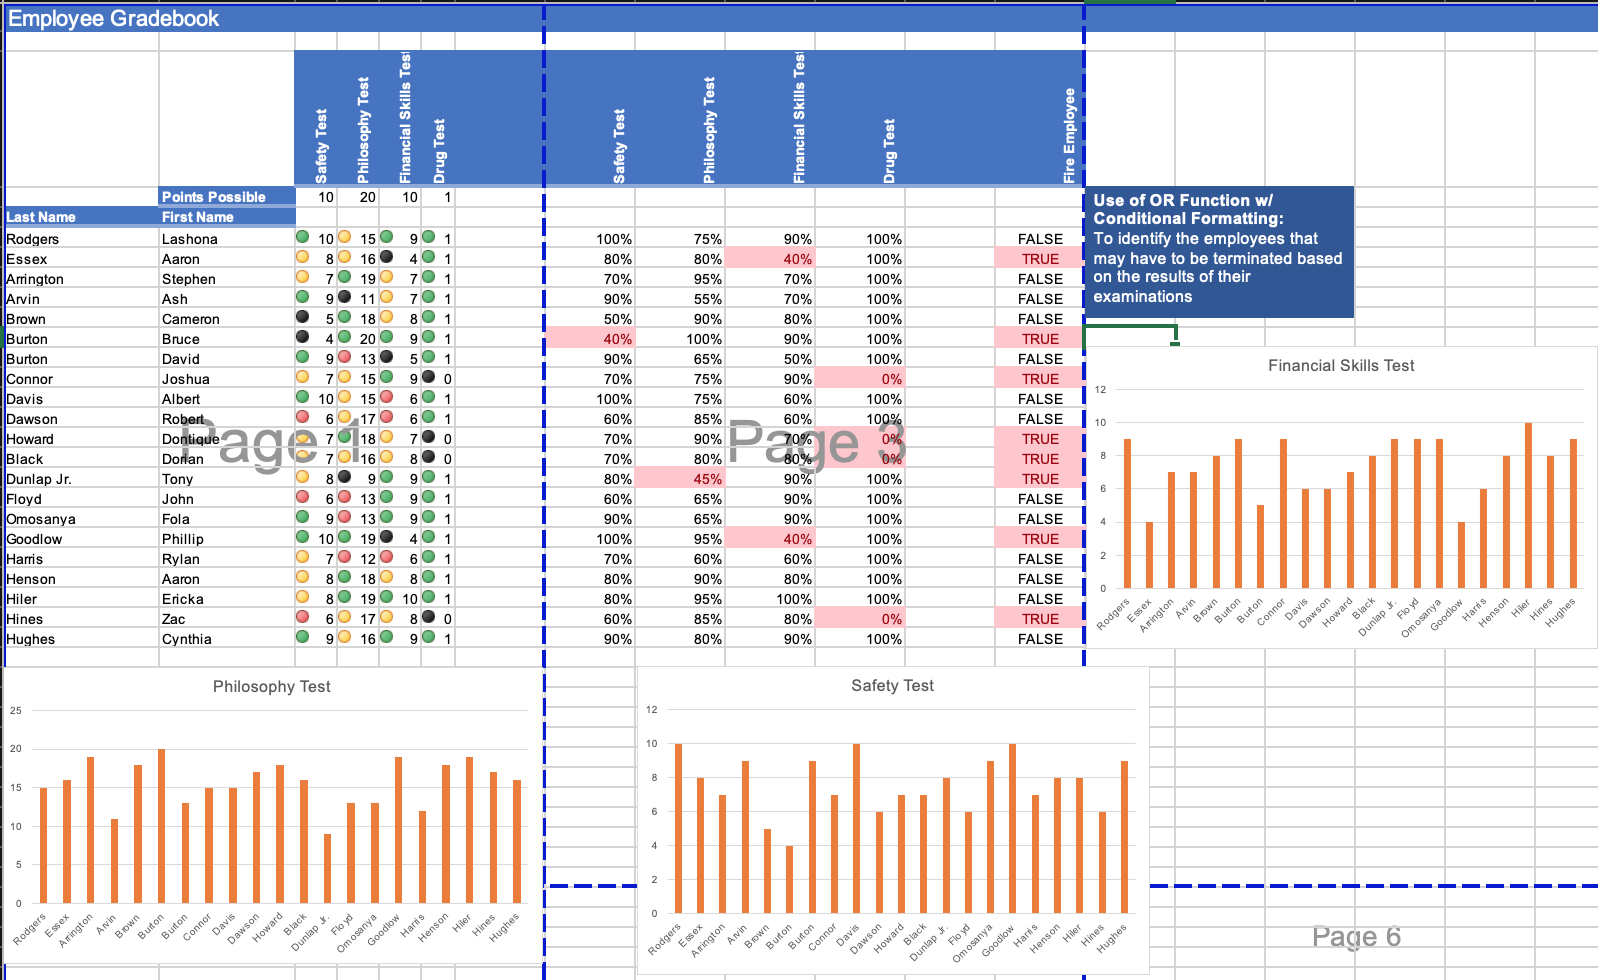 Employee Gradebook
Safety Test Philosophy Test Financial Skills Test Drug Test Safety Test Philosophy Test Financial Skills Test Drug Test Fire Employee
Points Possible 10 20 10 1
Last Name First Name
Rodgers Lashona 10 15 9 1 100% 75% 90% 100% FALSE
Essex Aaron 8 16 4 1 80% 80% 40% 100% TRUE
Arrington Stephen 7 19 7 1 70% 95% 70% 100% FALSE
Arvin Ash 9 11 7 1 90% 55% 70% 100% FALSE
Brown Cameron 5 18 8 1 50% 90% 80% 100% FALSE
Burton Bruce 4 20 9 1 40% 100% 90% 100% TRUE
Burton David 9 13 5 1 90% 65% 50% 100% FALSE
Connor Joshua 7 15 9 0 70% 75% 90% 0% TRUE
Davis Albert 10 15 6 1 100% 75% 60% 100% FALSE
Dawson Robert 6 17 6 1 60% 85% 60% 100% FALSE
Howard Dontique 7 18 7 0 70% 90% 70% 0% TRUE
Black Dorian 7 16 8 0 70% 80% 80% 0% TRUE
Dunlap Jr. Tony 8 9 9 1 80% 45% 90% 100% TRUE
Floyd John 6 13 9 1 60% 65% 90% 100% FALSE
Omosanya Fola 9 13 9 1 90% 65% 90% 100% FALSE
Goodlow Phillip 10 19 4 1 100% 95% 40% 100% TRUE
Harris Rylan 7 12 6 1 70% 60% 60% 100% FALSE
Henson Aaron 8 18 8 1 80% 90% 80% 100% FALSE
Hiler Ericka 8 19 10 1 80% 95% 100% 100% FALSE
Hines Zac 6 17 8 0 60% 85% 80% 0% TRUE
Hughes Cynthia 9 16 9 1 90% 80% 90% 100% FALSE
Page 1
Page 3
Use of OR Function w/
Conditional Formatting:
To identify the employees that
may have to be terminated based
on the results of their
examinations
Financial Skills Test
12
10
8
6
4
2
0
Rodgers Essex Arrington Arvin Brown Burton Burton Connor Davis Dawson Howard Black Dunlap Jr. Floyd Omosanya Goodlow Harris Henson Hiler Hines Hughes
Philosophy Test
25
20
15
10
5
0
Rodgers Essex Arrington Arvin Brown Burton Burton Connor Davis Dawson Howard Black Dunlap Jr. Floyd Omosanya Goodlow Harris Henson Hiler Hines Hughes
Safety Test
12
10
8
6
4
2
0
Rodgers Essex Arrington Arvin Brown Burton Burton Connor Davis Dawson Howard Black Dunlap Jr. Floyd Omosanya Goodlow Harris Henson Hiler Hines Hughes
Page 6